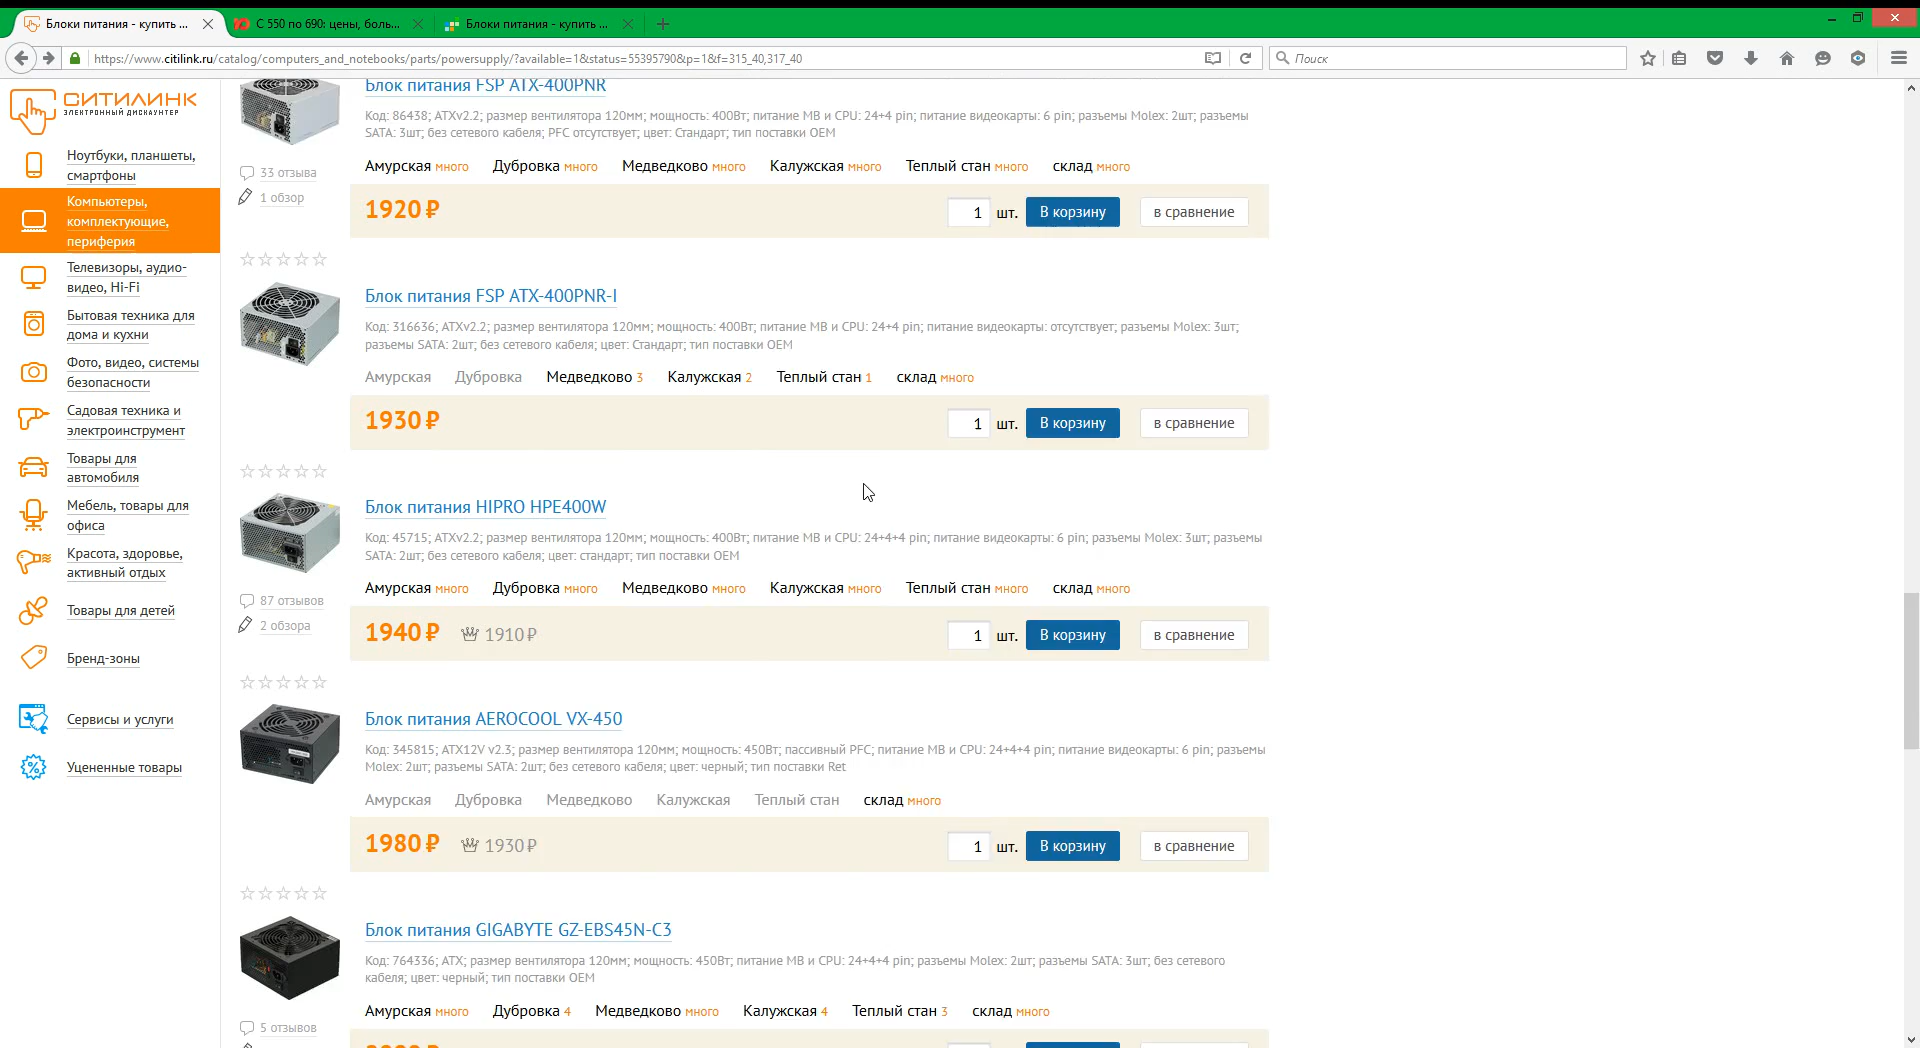 Блоки питания - купить ...
С 550 по 690: цены, боль...
Блоки питания - купить ...
https://www.citilink.ru/catalog/computers_and_notebooks/parts/powersupply/?available=1&status=55395790&p=1&f=315_40,317_40
Поиск
СИТИЛИНК
ЭЛЕКТРОННЫЙ ДИСКАУНТЕР
Ноутбуки, планшеты,
смартфоны
Компьютеры,
комплектующие,
периферия
Телевизоры, аудио-
видео, Hi-Fi
Бытовая техника для
дома и кухни
Фото, видео, системы
безопасности
Садовая техника и
электроинструмент
Товары для
автомобиля
Мебель, товары для
офиса
Красота, здоровье,
активный отдых
Товары для детей
Бренд-зоны
Сервисы и услуги
Уцененные товары
Блок питания FSP ATX-400PNR
Код: 86438; ATXv2.2; размер вентилятора 120мм; мощность: 400Вт; питание MB и CPU: 24+4 pin; питание видеокарты: 6 pin; разъемы Molex: 2шт; разъемы
SATA: 3шт; без сетевого кабеля; PFC отсутствует; цвет: Стандарт; тип поставки OEM
Амурская много Дубровка много Медведково много Калужская много Теплый стан много склад много
33 отзыва
1 обзор
1920 ₽ 1 шт. В корзину в сравнение
Блок питания FSP ATX-400PNR-I
Код: 316636; ATXv2.2; размер вентилятора 120мм; мощность: 400Вт; питание MB и CPU: 24+4 pin; питание видеокарты: отсутствует; разъемы Molex: 3шт;
разъемы SATA: 2шт; без сетевого кабеля; цвет: Стандарт; тип поставки OEM
Амурская Дубровка Медведково 3 Калужская 2 Теплый стан 1 склад много
1930 ₽ 1 шт. В корзину в сравнение
Блок питания HIPRO HPE400W
Код: 45715; ATXv2.2; размер вентилятора 120мм; мощность: 400Вт; питание MB и CPU: 24+4+4 pin; питание видеокарты: 6 pin; разъемы Molex: 3шт; разъемы
SATA: 2шт; без сетевого кабеля; цвет: стандарт; тип поставки OEM
Амурская много Дубровка много Медведково много Калужская много Теплый стан много склад много
87 отзывов
2 обзора
1940 ₽ 1910 ₽ 1 шт. В корзину в сравнение
Блок питания AEROCOOL VX-450
Код: 345815; ATX12V v2.3; размер вентилятора 120мм; мощность: 450Вт; пассивный PFC; питание MB и CPU: 24+4+4 pin; питание видеокарты: 6 pin; разъемы
Molex: 2шт; разъемы SATA: 2шт; без сетевого кабеля; цвет: черный; тип поставки Ret
Амурская Дубровка Медведково Калужская Теплый стан склад много
1980 ₽ 1930 ₽ 1 шт. В корзину в сравнение
Блок питания GIGABYTE GZ-EBS45N-C3
Код: 764336; ATX; размер вентилятора 120мм; мощность: 450Вт; питание MB и CPU: 24+4+4 pin; разъемы Molex: 2шт; разъемы SATA: 3шт; без сетевого
кабеля; цвет: черный; тип поставки OEM
Амурская много Дубровка 4 Медведково много Калужская 4 Теплый стан 3 склад много
5 отзывов